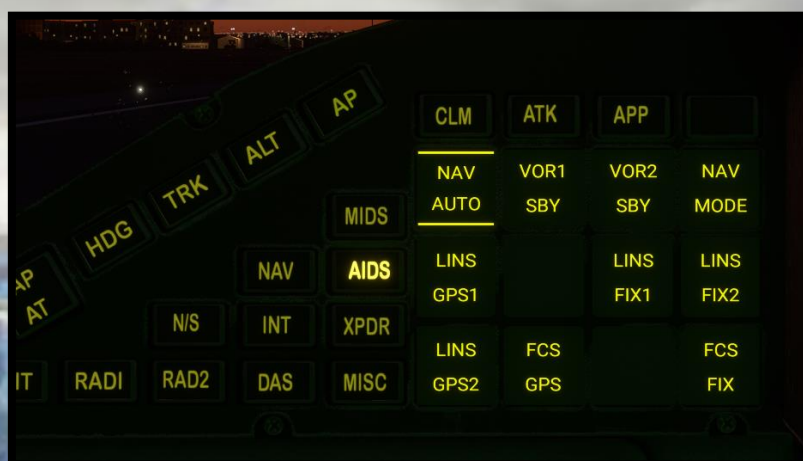 AP
CLM
ATK
APP
ALT
NAV
AUTO
VOR1
SBY
VOR2
SBY
NAV
MODE
TRK
MIDS
HDG
NAV
AIDS
LINS
GPS1
LINS
FIX1
LINS
FIX2
AP
AT
N/S
INT
XPDR
RADI
RAD2
DAS
MISC
LINS
GPS2
FCS
GPS
FCS
FIX